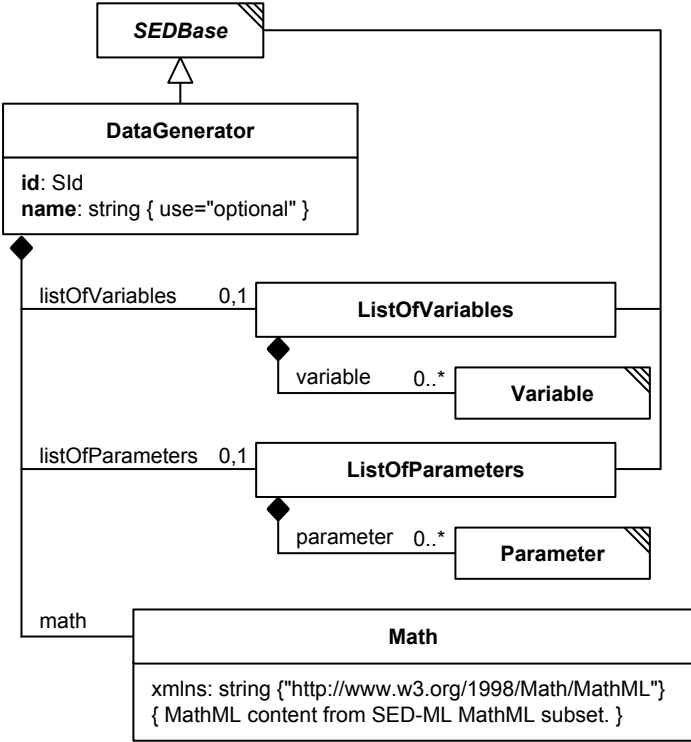 SEDBase
DataGenerator
id: SId
name: string { use="optional" }
listOfVariables 0,1
ListOfVariables
variable 0..*
Variable
listOfParameters 0,1
ListOfParameters
parameter 0..*
Parameter
math
Math
xmlns: string {"http://www.w3.org/1998/Math/MathML"}
{ MathML content from SED-ML MathML subset. }